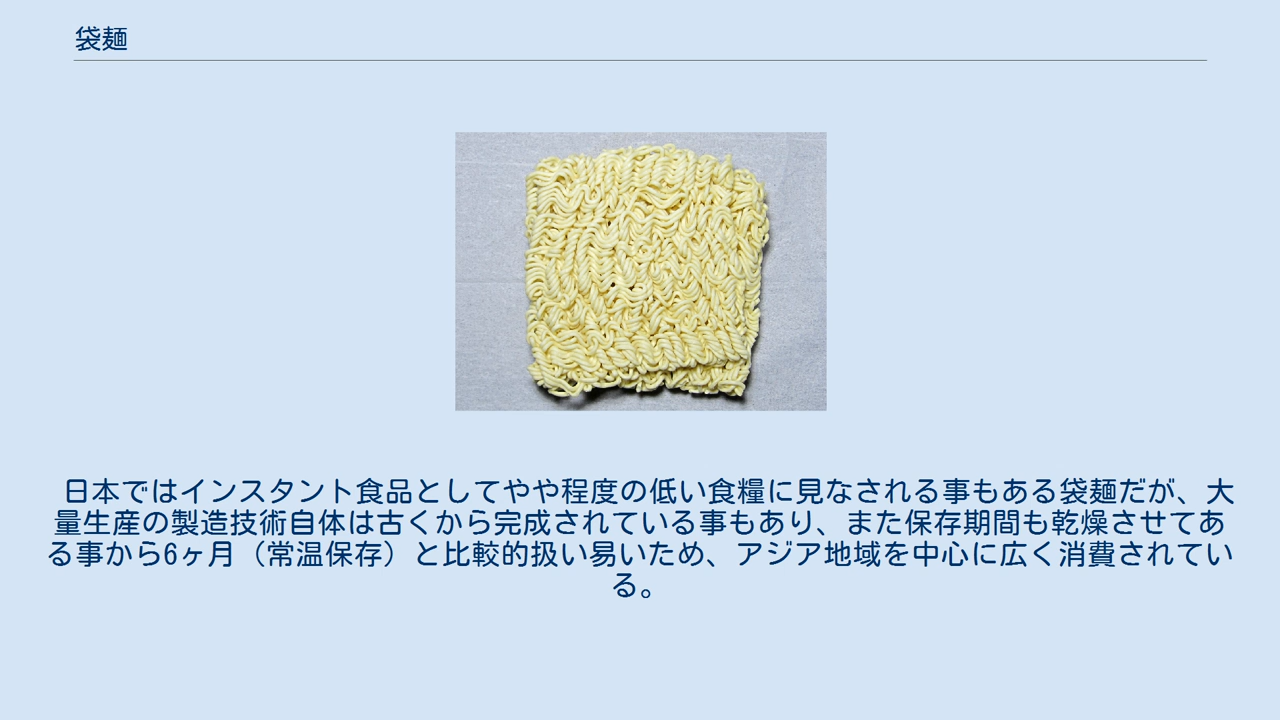 袋麺
日本ではインスタント食品としてやや程度の低い食糧に見なされる事もある袋麺だが、大
量生産の製造技術自体は古くから完成されている事もあり、また保存期間も乾燥させてあ
る事から6ヶ月（常温保存）と比較的扱い易いため、アジア地域を中心に広く消費されてい
る。